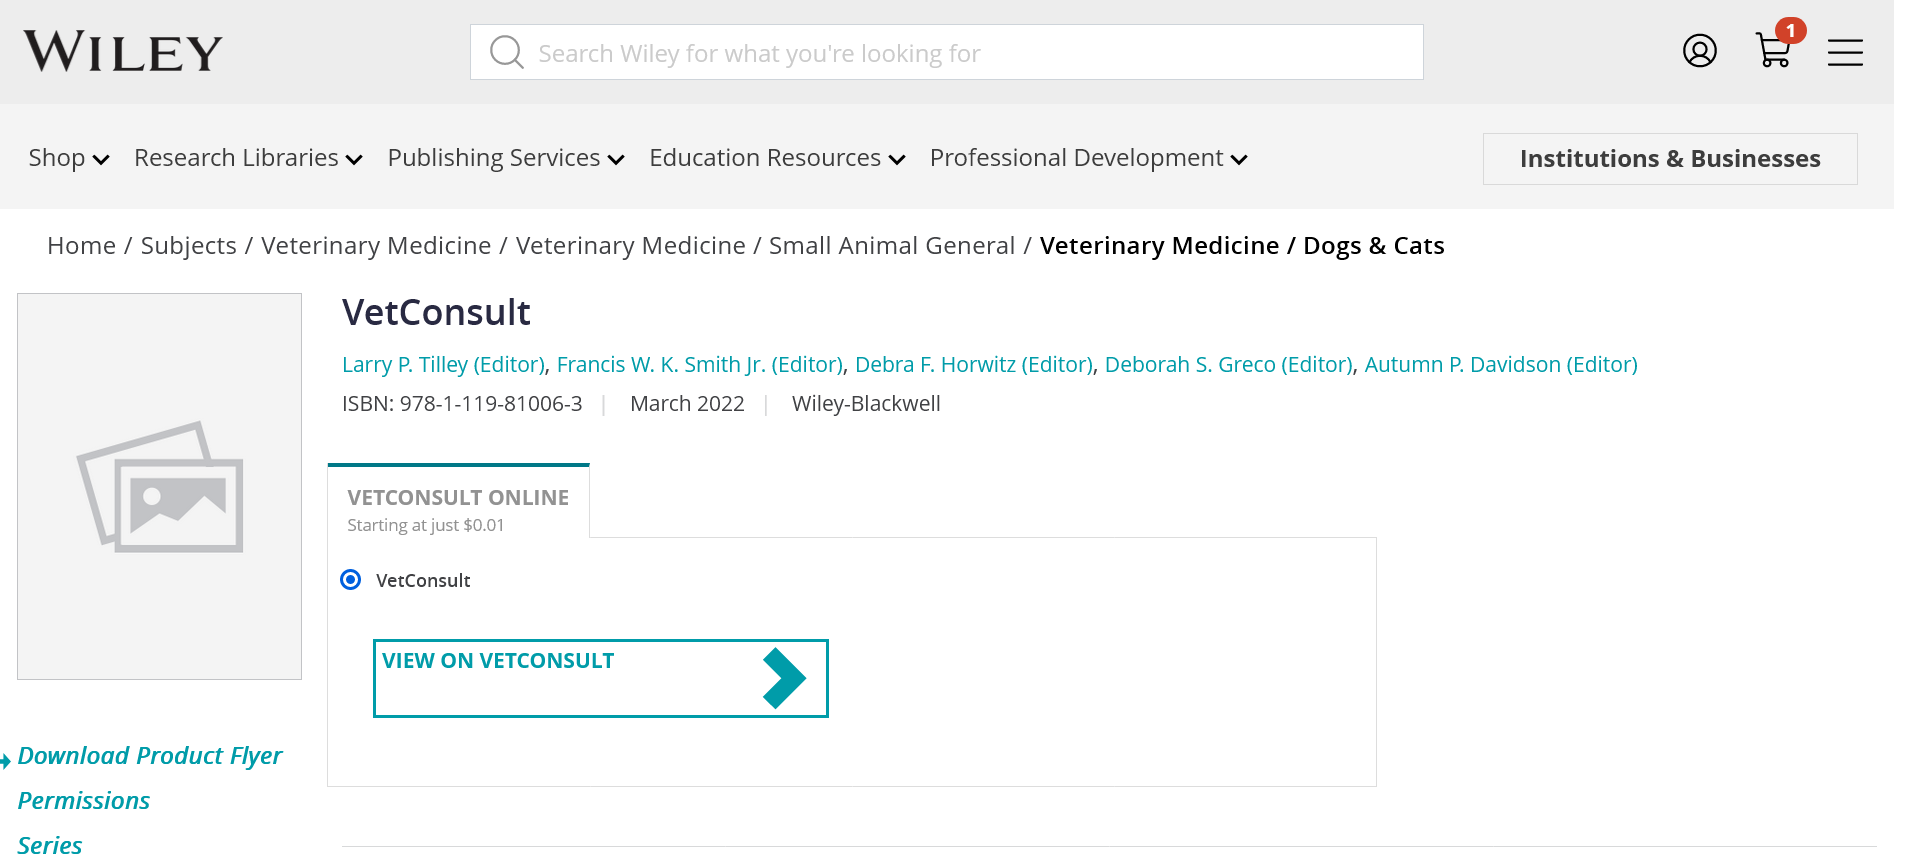 WILEY
Search Wiley for what you're looking for
1
Shop Research Libraries Publishing Services Education Resources Professional Development Institutions & Businesses
Home / Subjects / Veterinary Medicine / Veterinary Medicine / Small Animal General / Veterinary Medicine / Dogs & Cats
VetConsult
Larry P. Tilley (Editor), Francis W. K. Smith Jr. (Editor), Debra F. Horwitz (Editor), Deborah S. Greco (Editor), Autumn P. Davidson (Editor)
ISBN: 978-1-119-81006-3 | March 2022 | Wiley-Blackwell
VETCONSULT ONLINE
Starting at just $0.01
VetConsult
VIEW ON VETCONSULT
Download Product Flyer
Permissions
Series